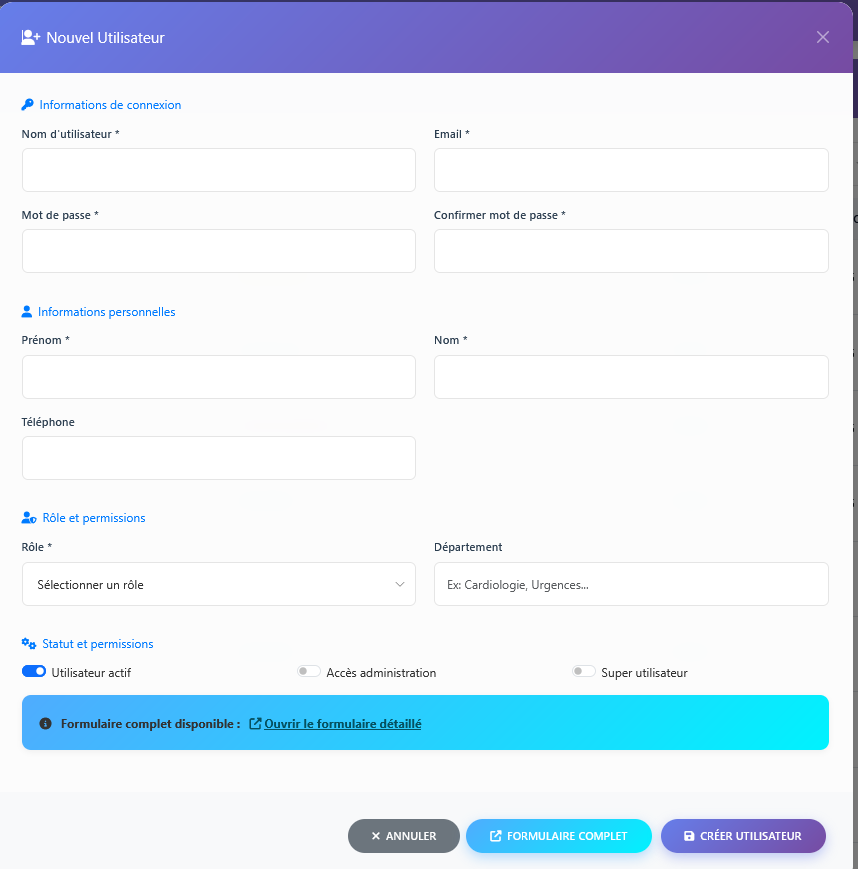 Nouvel Utilisateur
Informations de connexion
Nom d'utilisateur *
Email *
Mot de passe *
Confirmer mot de passe *
Informations personnelles
Prénom *
Nom *
Téléphone
Rôle et permissions
Rôle *
Département
Sélectionner un rôle
Ex: Cardiologie, Urgences...
Statut et permissions
Utilisateur actif
Accès administration
Super utilisateur
Formulaire complet disponible : Ouvrir le formulaire détaillé
ANNULER
FORMULAIRE COMPLET
CRÉER UTILISATEUR